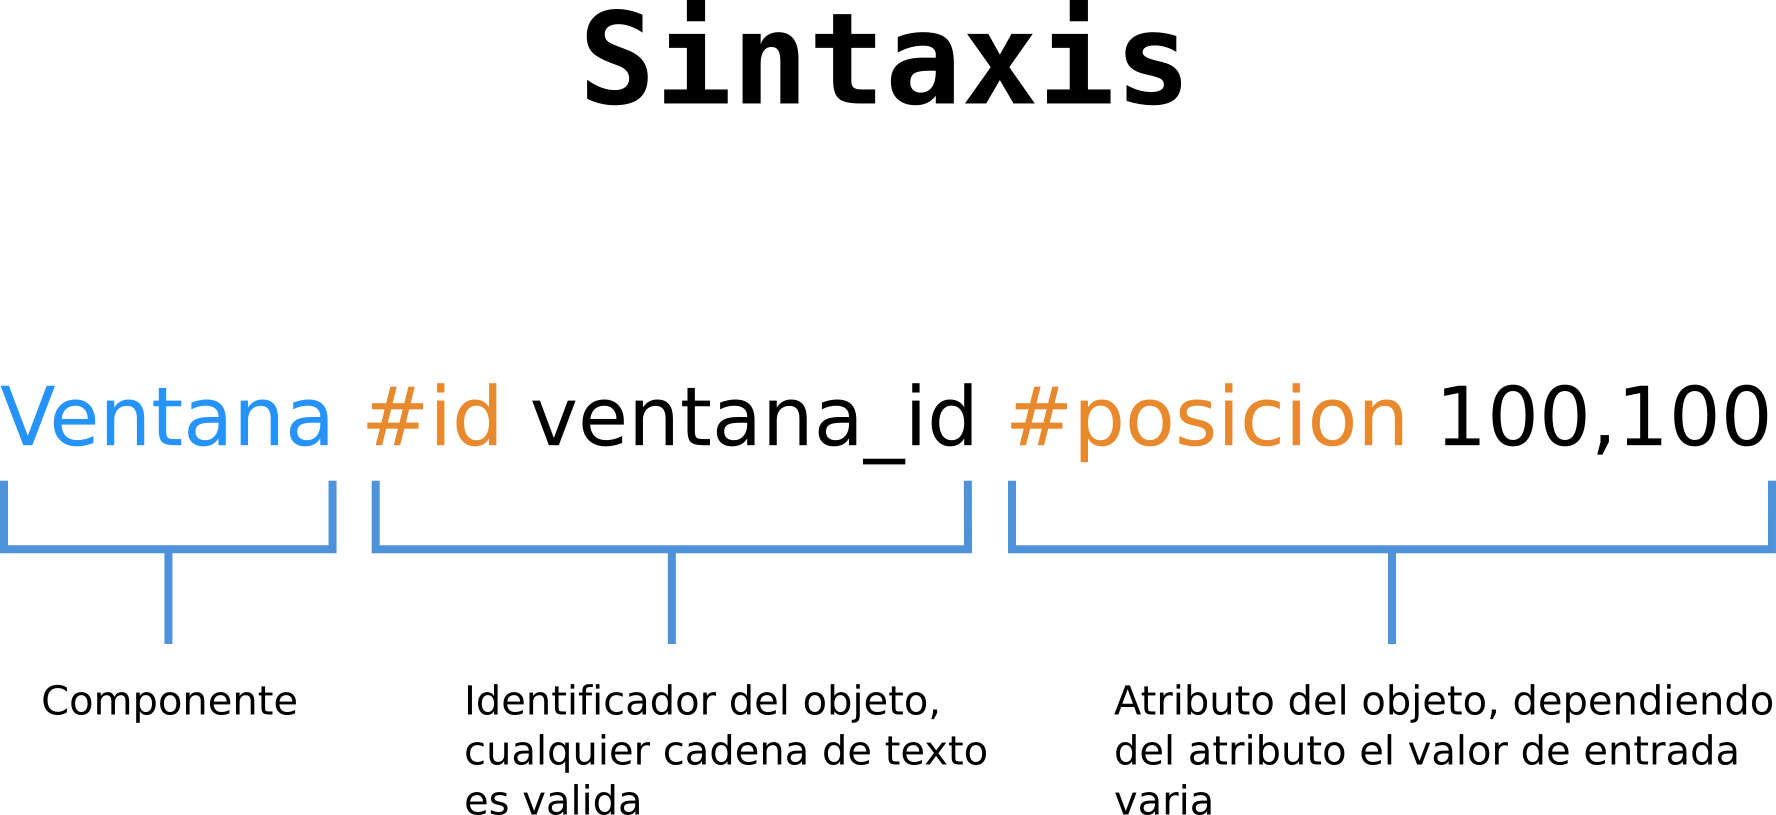 Sintaxis
Ventana #id ventana_id #posicion 100,100
Componente
Identificador del objeto,
cualquier cadena de texto
es valida
Atributo del objeto, dependiendo
del atributo el valor de entrada
varia